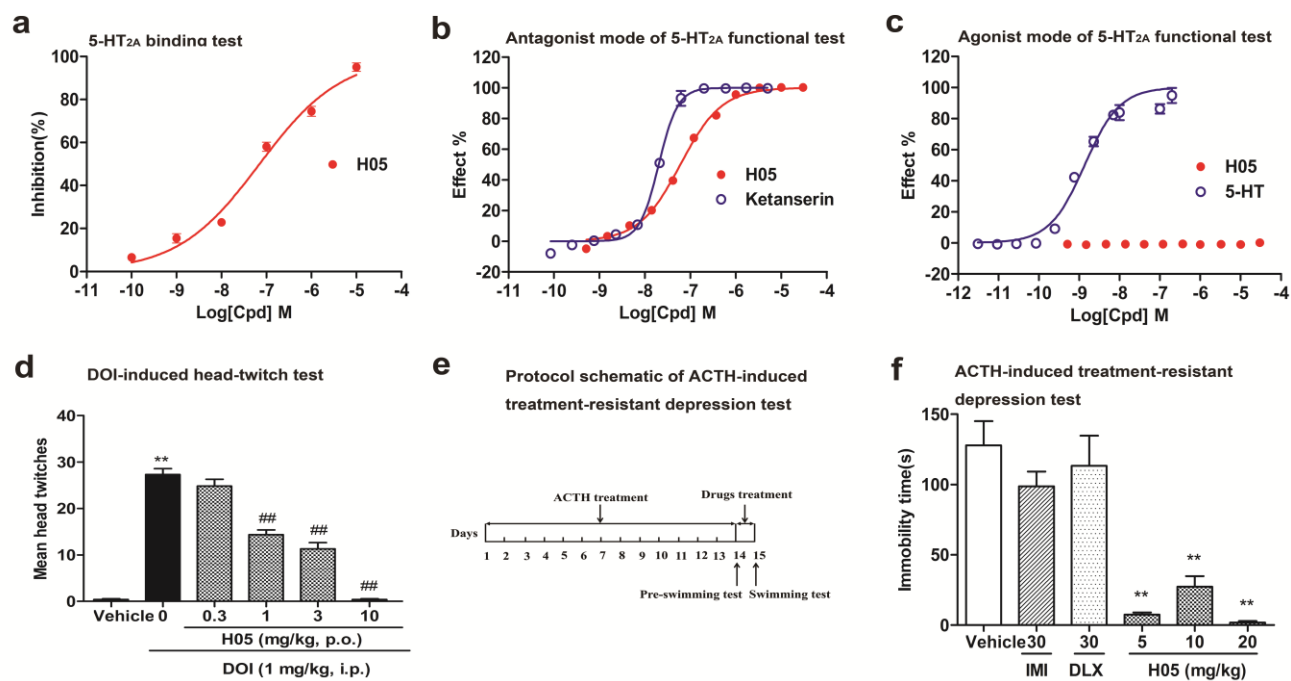 a
5-HT2A binding test
100
80
60
40
20
0
Inhibition(%)
H05
-11 -10 -9 -8 -7 -6 -5 -4
Log[Cpd] M
b
Antagonist mode of 5-HT2A functional test
120
100
80
60
40
20
0
-20
Effect %
H05
Ketanserin
-11 -10 -9 -8 -7 -6 -5 -4
Log[Cpd] M
c
Agonist mode of 5-HT2A functional test
120
100
80
60
40
20
0
-20
Effect %
H05
5-HT
-12 -11 -10 -9 -8 -7 -6 -5 -4
Log[Cpd] M
d
DOI-induced head-twitch test
40
30
20
10
0
Mean head twitches
**
##
##
##
Vehicle 0 0.3 1 3 10
H05 (mg/kg, p.o.)
DOI (1 mg/kg, i.p.)
e
Protocol schematic of ACTH-induced
treatment-resistant depression test
ACTH treatment
Drugs treatment
Days
1 2 3 4 5 6 7 8 9 10 11 12 13 14 15
Pre-swimming test
Swimming test
f
ACTH-induced treatment-resistant
depression test
150
100
50
0
Immobility time(s)
**
**
**
Vehicle 30 30 5 10 20
IMI DLX H05 (mg/kg)